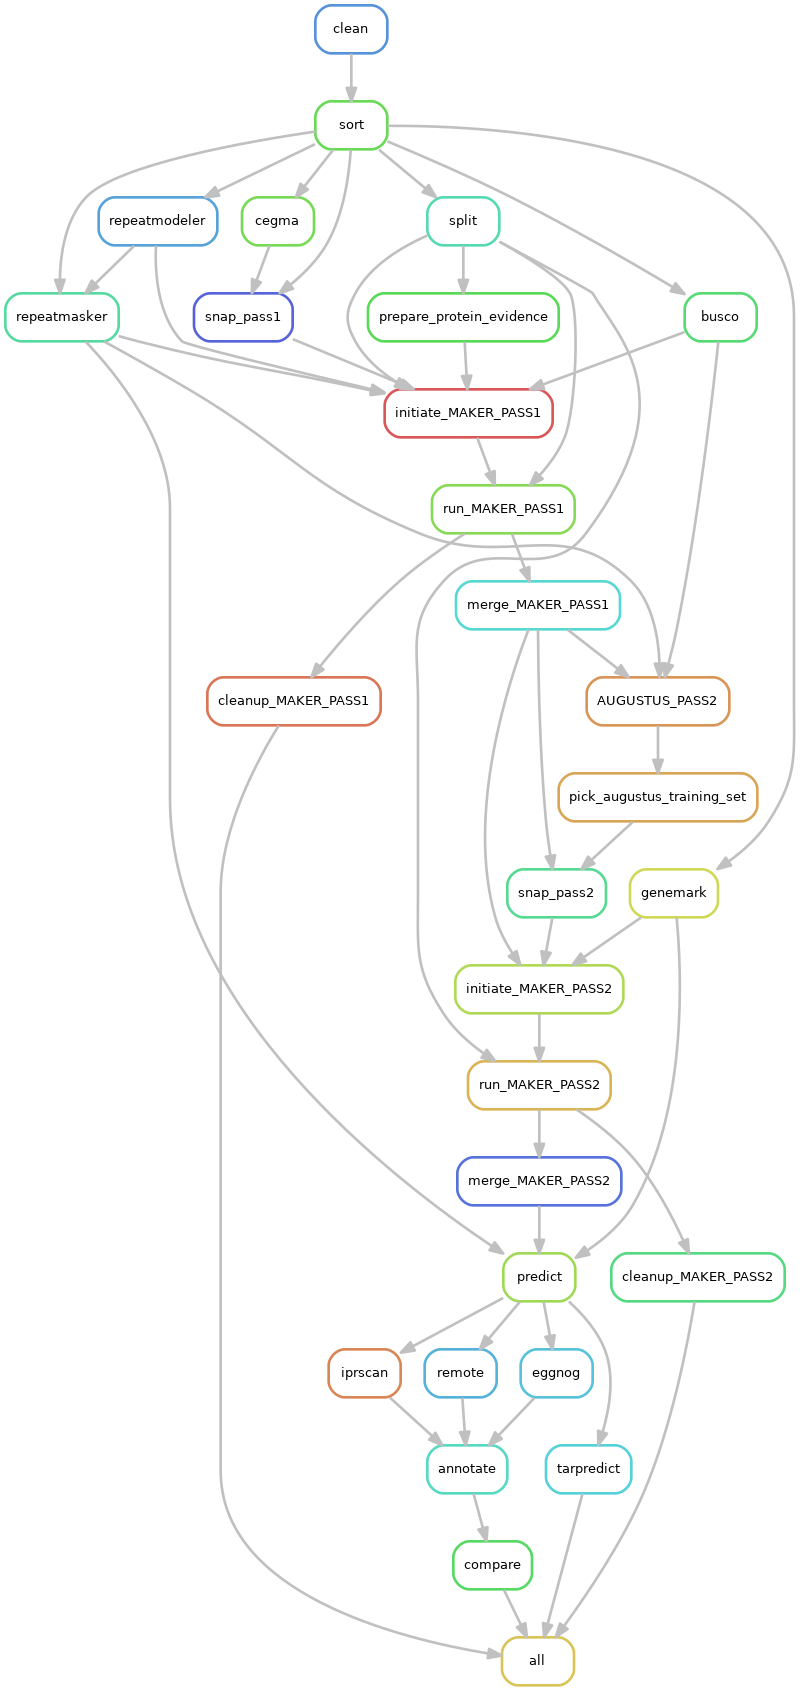 clean
sort
repeatmodeler
cegma
split
repeatmasker
snap_pass1
prepare_protein_evidence
busco
initiate_MAKER_PASS1
run_MAKER_PASS1
merge_MAKER_PASS1
cleanup_MAKER_PASS1
AUGUSTUS_PASS2
pick_augustus_training_set
snap_pass2
genemark
initiate_MAKER_PASS2
run_MAKER_PASS2
merge_MAKER_PASS2
predict
cleanup_MAKER_PASS2
iprscan
remote
eggnog
annotate
tarpredict
compare
all